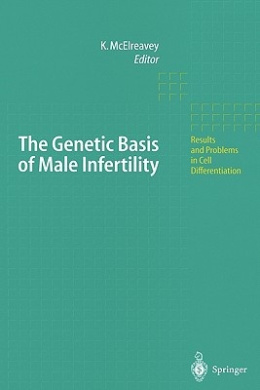 K. McElreavey
Editor
The Genetic Basis
of Male Infertility
Results
and Problems
in Cell
Differentiation
Springer